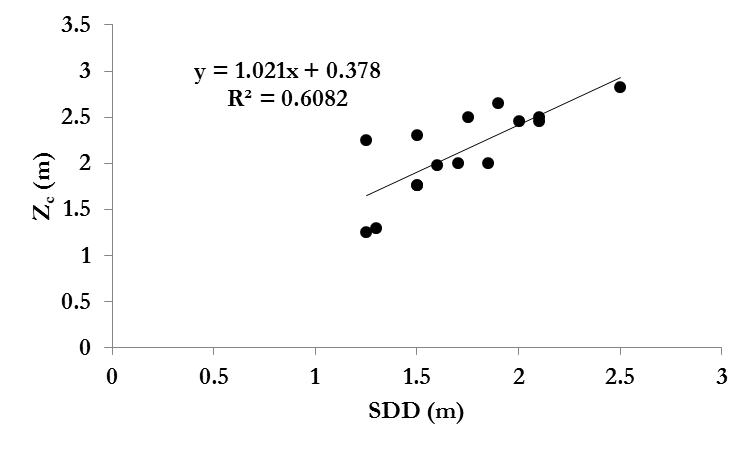 3.5
3
2.5
2
1.5
1
0.5
0
y = 1.021x + 0.378
R² = 0.6082
Zc (m)
0 0.5 1 1.5 2 2.5 3
SDD (m)